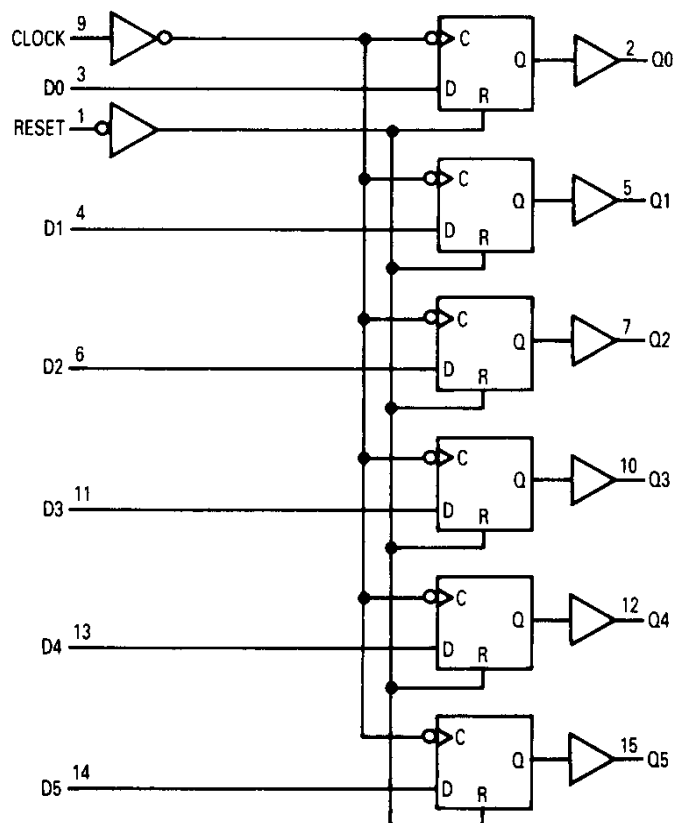 CLOCK 9
C Q 2 Q0
D0 3 D R
RESET 1
C Q 5 Q1
D1 4 D R
C Q 7 Q2
D2 6 D R
C Q 10 Q3
D3 11 D R
C Q 12 Q4
D4 13 D R
C Q 15 Q5
D5 14 D R